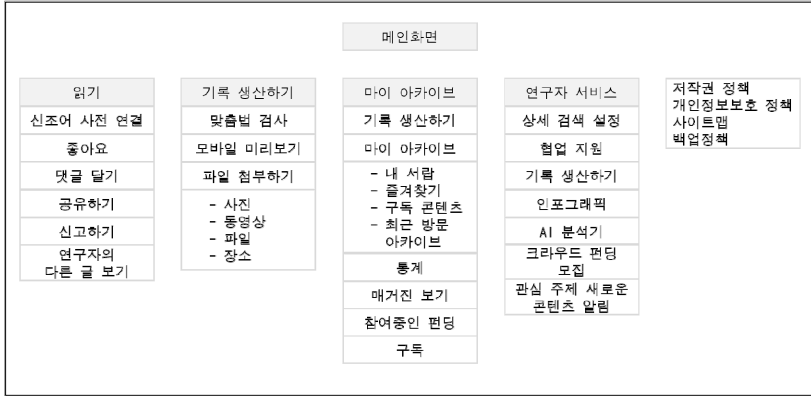 메인화면
읽기
신조어 사전 연결
좋아요
댓글 달기
공유하기
신고하기
연구자의
다른 글 보기
기록 생산하기
맞춤법 검사
모바일 미리보기
파일 첨부하기
- 사진
- 동영상
- 파일
- 장소
마이 아카이브
기록 생산하기
마이 아카이브
- 내 서랍
- 즐겨찾기
- 구독 콘텐츠
- 최근 방문
아카이브
통계
매거진 보기
참여중인 펀딩
구독
연구자 서비스
상세 검색 설정
협업 지원
기록 생산하기
인포그래픽
AI 분석기
크라우드 펀딩
모집
관심 주제 새로운
콘텐츠 알림
저작권 정책
개인정보보호 정책
사이트맵
백업정책